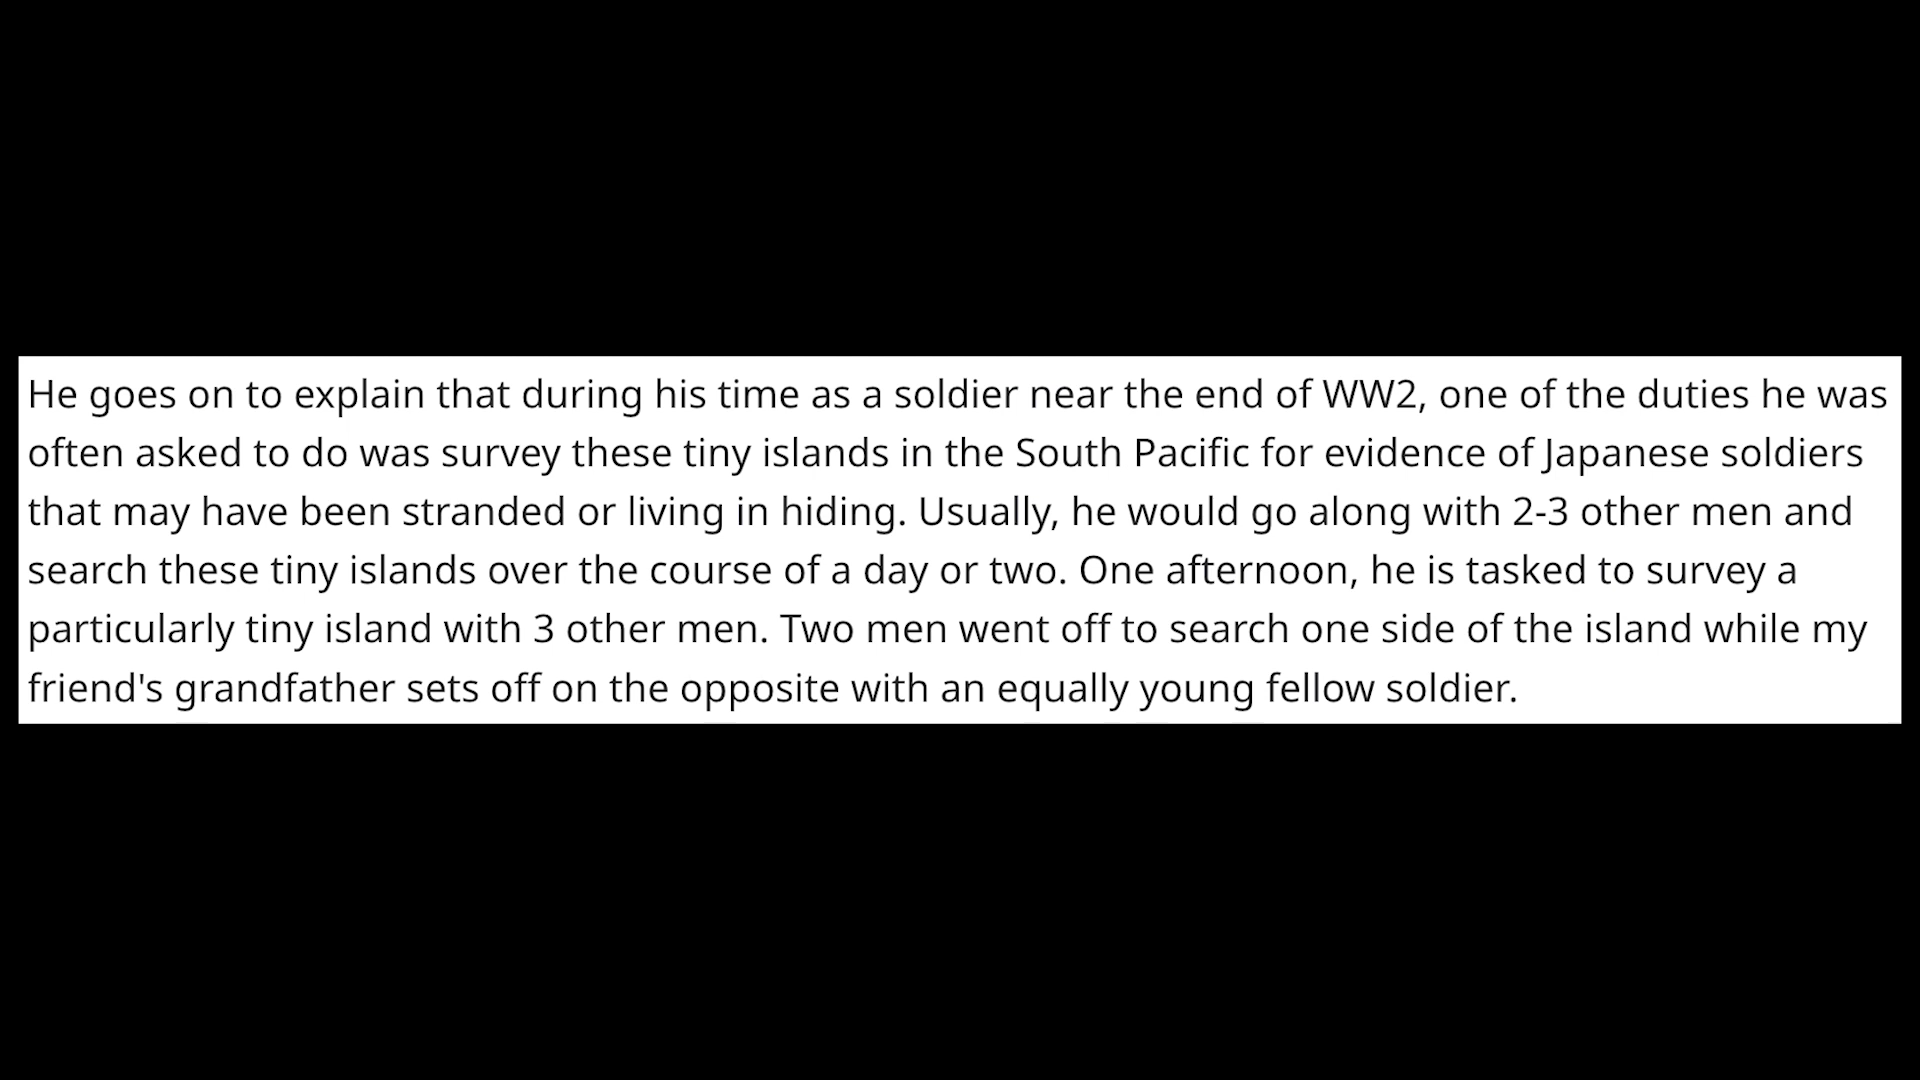 He goes on to explain that during his time as a soldier near the end of WW2, one of the duties he was
often asked to do was survey these tiny islands in the South Pacific for evidence of Japanese soldiers
that may have been stranded or living in hiding. Usually, he would go along with 2-3 other men and
search these tiny islands over the course of a day or two. One afternoon, he is tasked to survey a
particularly tiny island with 3 other men. Two men went off to search one side of the island while my
friend's grandfather sets off on the opposite with an equally young fellow soldier.